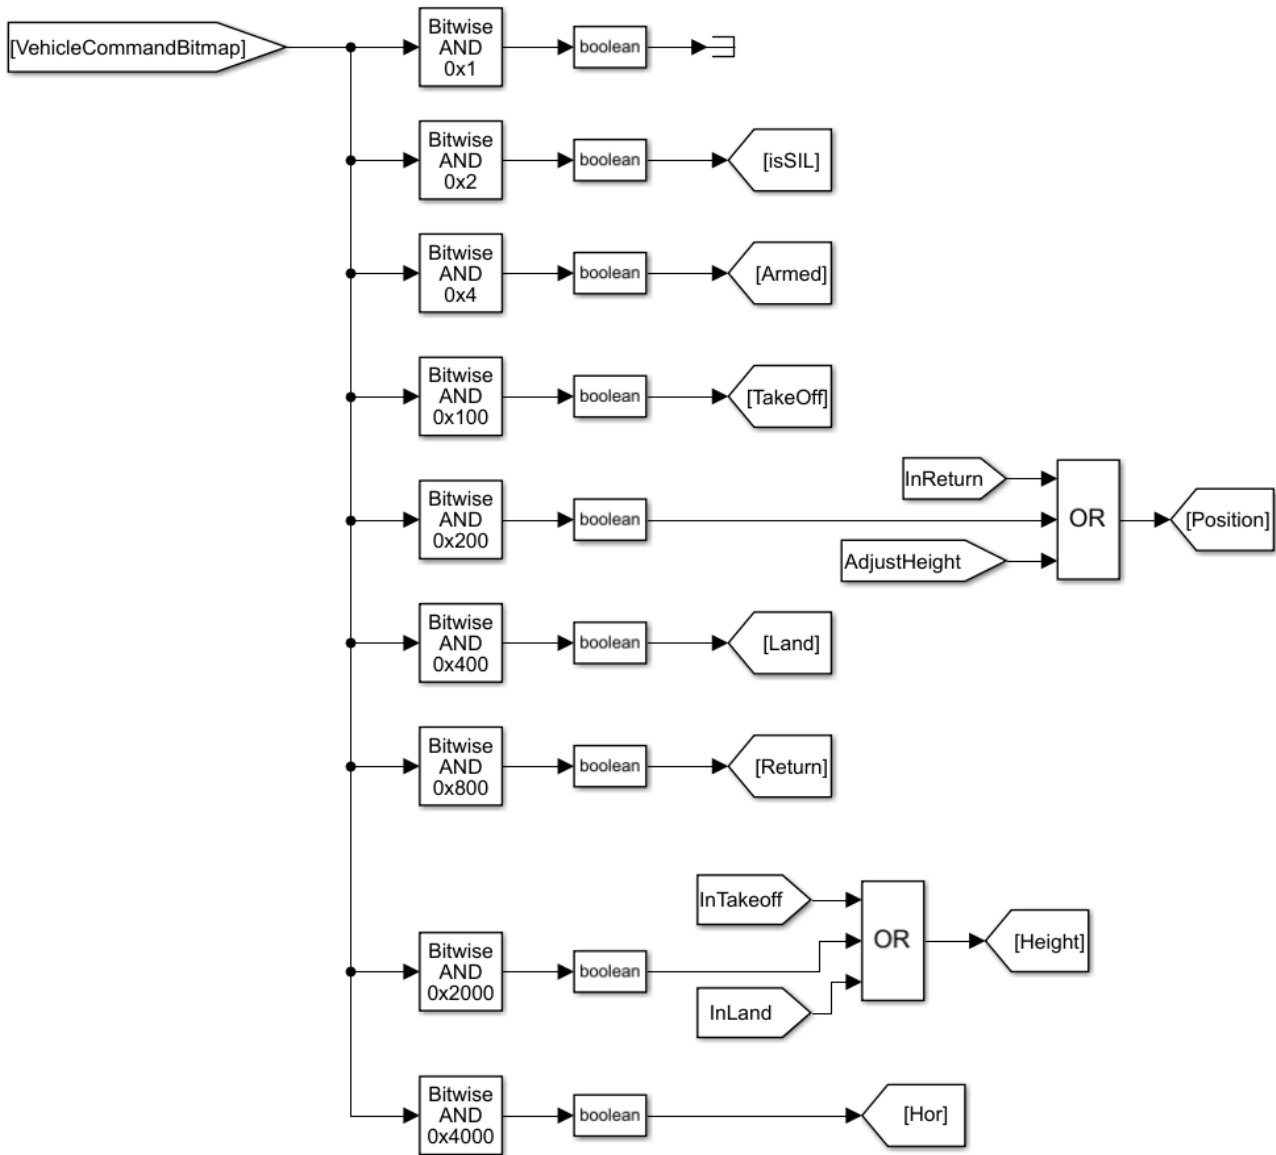 [VehicleCommandBitmap]
Bitwise
AND
0x1
boolean
Bitwise
AND
0x2
boolean
[isSIL]
Bitwise
AND
0x4
boolean
[Armed]
Bitwise
AND
0x100
boolean
[TakeOff]
Bitwise
AND
0x200
boolean
InReturn
AdjustHeight
OR
[Position]
Bitwise
AND
0x400
boolean
[Land]
Bitwise
AND
0x800
boolean
[Return]
Bitwise
AND
0x2000
boolean
InTakeoff
InLand
OR
[Height]
Bitwise
AND
0x4000
boolean
[Hor]